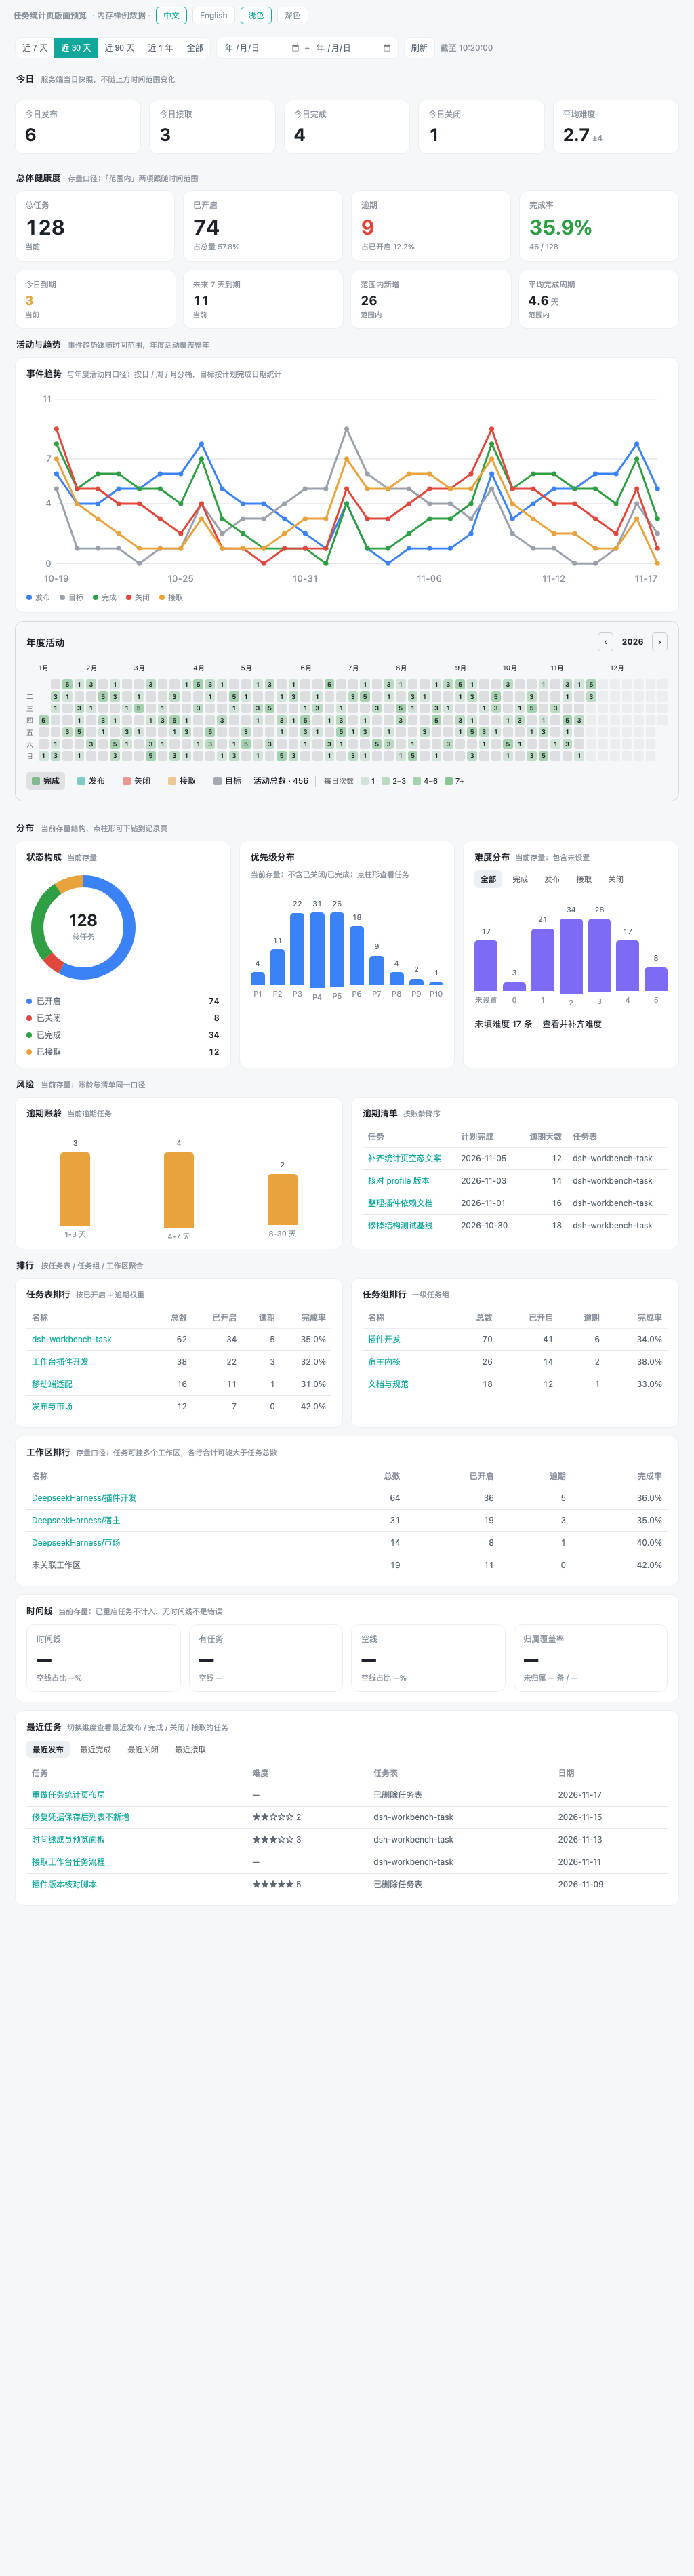 任务统计页版面预览 · 内存样例数据 · 中文 English 浅色 深色
近 7 天 近 30 天 近 90 天 近 1 年 全部 年 /月/日 – 年 /月/日 刷新 截至 10:20:00
今日 服务端当日快照，不随上方时间范围变化
今日发布 今日接取 今日完成 今日关闭 平均难度
6 3 4 1 2.7 ±4
总体健康度 存量口径；「范围内」两项跟随时间范围
总任务 已开启 逾期 完成率
128 74 9 35.9%
当前 占总量 57.8% 占已开启 12.2% 46 / 128
今日到期 未来 7 天到期 范围内新增 平均完成周期
3 11 26 4.6 天
当前 当前 范围内 范围内
活动与趋势 事件趋势跟随时间范围，年度活动覆盖整年
事件趋势 与年度活动同口径；按日 / 周 / 月分桶，目标按计划完成日期统计
11
7
4
0
10-19 10-25 10-31 11-06 11-12 11-17
发布 目标 完成 关闭 接取
年度活动 ‹ 2026 ›
1月 2月 3月 4月 5月 6月 7月 8月 9月 10月 11月 12月
一
二
三
四
五
六
日
完成 发布 关闭 接取 目标 活动总数 · 456 每日次数 1 2–3 4–6 7+
分布 当前存量结构，点柱形可下钻到记录页
状态构成 当前存量
128
总任务
已开启 74
已关闭 8
已完成 34
已接取 12
优先级分布
当前存量；不含已关闭/已完成；点柱形查看任务
4 11 22 31 26 18 9 4 2 1
P1 P2 P3 P4 P5 P6 P7 P8 P9 P10
难度分布 当前存量；包含未设置
全部 完成 发布 接取 关闭
17 3 21 34 28 17 8
未设置 0 1 2 3 4 5
未填难度 17 条 查看并补齐难度
风险 当前存量；账龄与清单同一口径
逾期账龄 当前逾期任务
3 4 2
1-3 天 4-7 天 8-30 天
逾期清单 按账龄降序
任务 计划完成 逾期天数 任务表
补齐统计页空态文案 2026-11-05 12 dsh-workbench-task
核对 profile 版本 2026-11-03 14 dsh-workbench-task
整理插件依赖文档 2026-11-01 16 dsh-workbench-task
修掉结构测试基线 2026-10-30 18 dsh-workbench-task
排行 按任务表 / 任务组 / 工作区聚合
任务表排行 按已开启 + 逾期权重
名称 总数 已开启 逾期 完成率
dsh-workbench-task 62 34 5 35.0%
工作台插件开发 38 22 3 32.0%
移动端适配 16 11 1 31.0%
发布与市场 12 7 0 42.0%
任务组排行 一级任务组
名称 总数 已开启 逾期 完成率
插件开发 70 41 6 34.0%
宿主内核 26 14 2 38.0%
文档与规范 18 12 1 33.0%
工作区排行 存量口径；任务可挂多个工作区，各行合计可能大于任务总数
名称 总数 已开启 逾期 完成率
DeepseekHarness/插件开发 64 36 5 36.0%
DeepseekHarness/宿主 31 19 3 35.0%
DeepseekHarness/市场 14 8 1 40.0%
未关联工作区 19 11 0 42.0%
时间线 当前存量；已重启任务不计入，无时间线不是错误
时间线 有任务 空线 归属覆盖率
— — — —
空线占比 —% 空线 — 空线占比 —% 未归属 — 条 / —
最近任务 切换维度查看最近发布 / 完成 / 关闭 / 接取的任务
最近发布 最近完成 最近关闭 最近接取
任务 难度 任务表 日期
重做任务统计页布局 — 已删除任务表 2026-11-17
修复凭据保存后列表不新增 ★★☆☆☆ 2 dsh-workbench-task 2026-11-15
时间线成员预览面板 ★★★☆☆ 3 dsh-workbench-task 2026-11-13
接取工作台任务流程 — dsh-workbench-task 2026-11-11
插件版本核对脚本 ★★★★★ 5 已删除任务表 2026-11-09